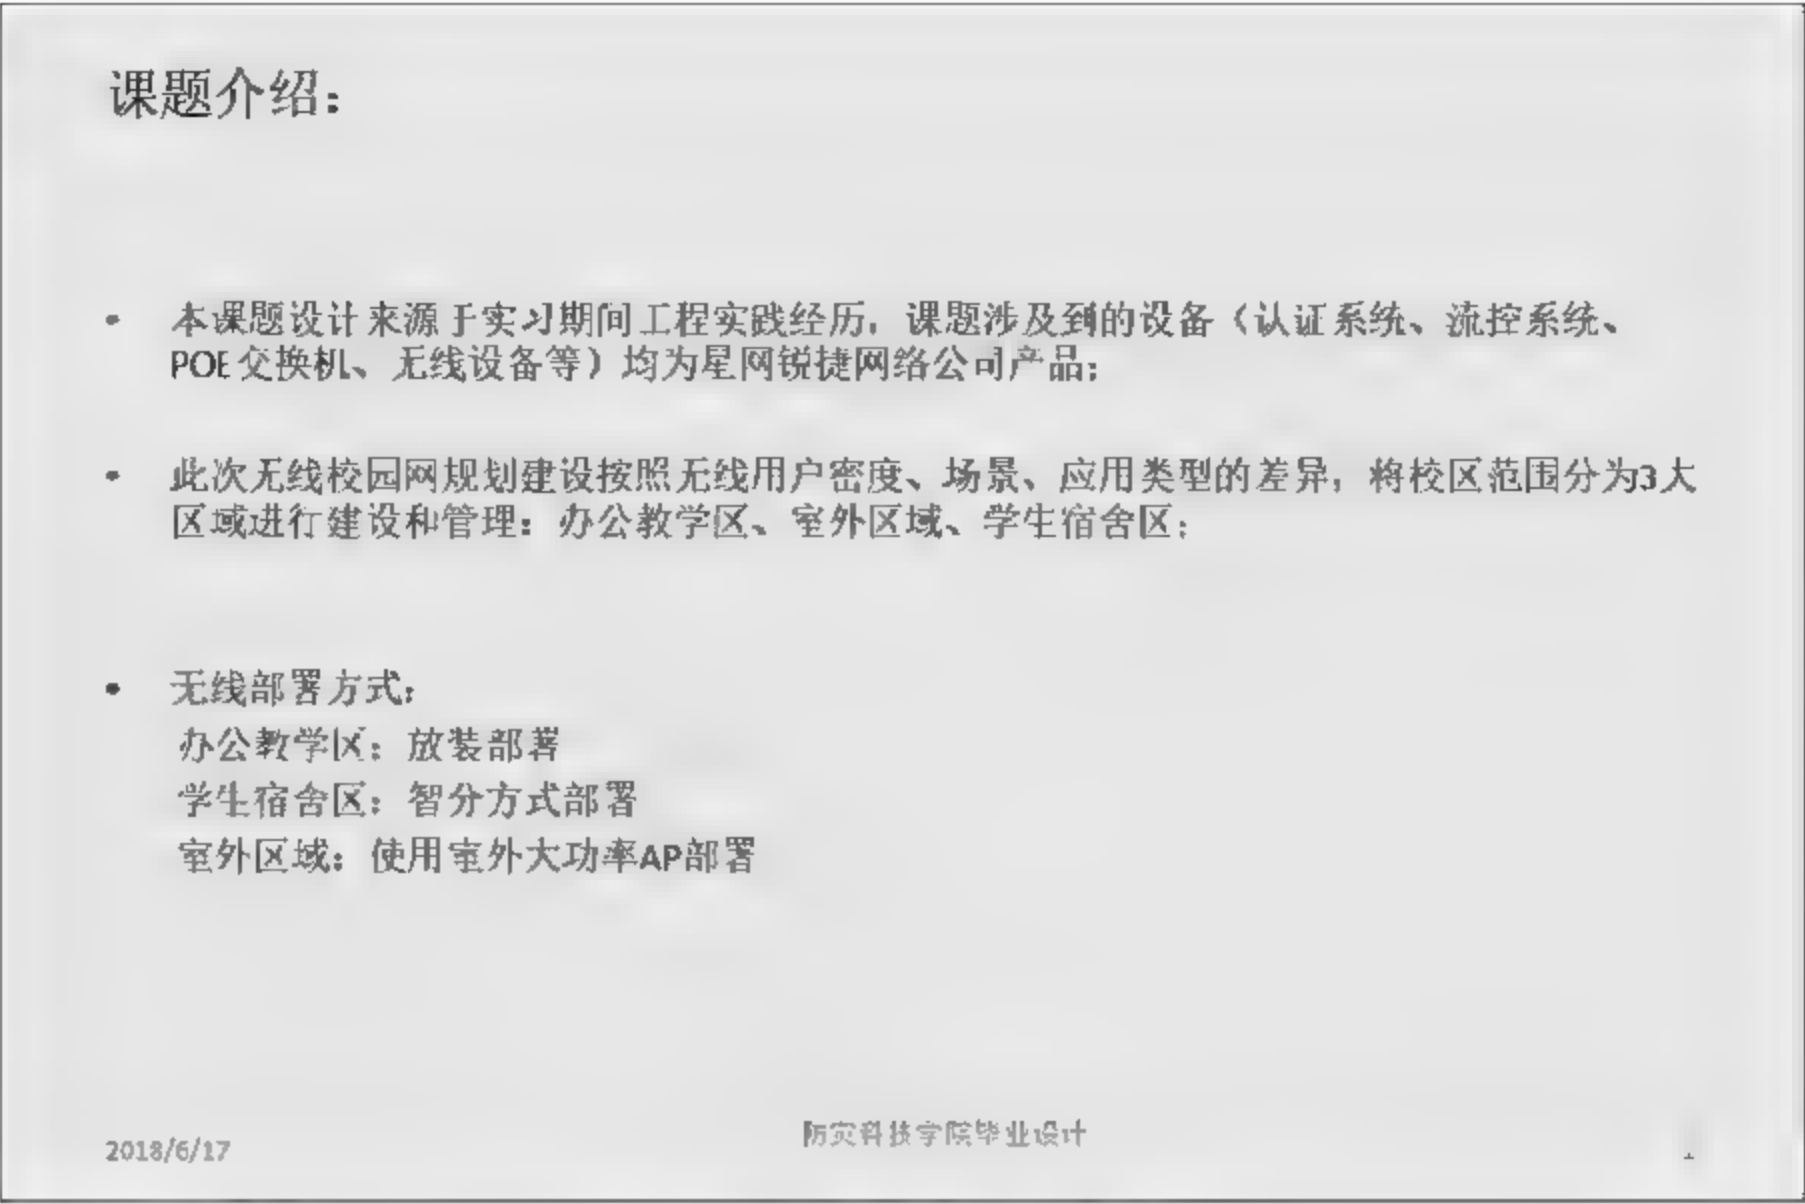 课题介绍：
• 本课题设计来源于实习期间工程实践经历，课题涉及到的设备（认证系统、流控系统、
POE交换机、无线设备等）均为星网锐捷网络公司产品；
• 此次无线校园网规划建设按照无线用户密度、场景、应用类型的差异，将校区范围分为3大
区域进行建设和管理：办公教学区、室外区域、学生宿舍区；
• 无线部署方式：
办公教学区：放装部署
学生宿舍区：智分方式部署
室外区域：使用室外大功率AP部署
2018/6/17
防灾科技学院毕业设计
1